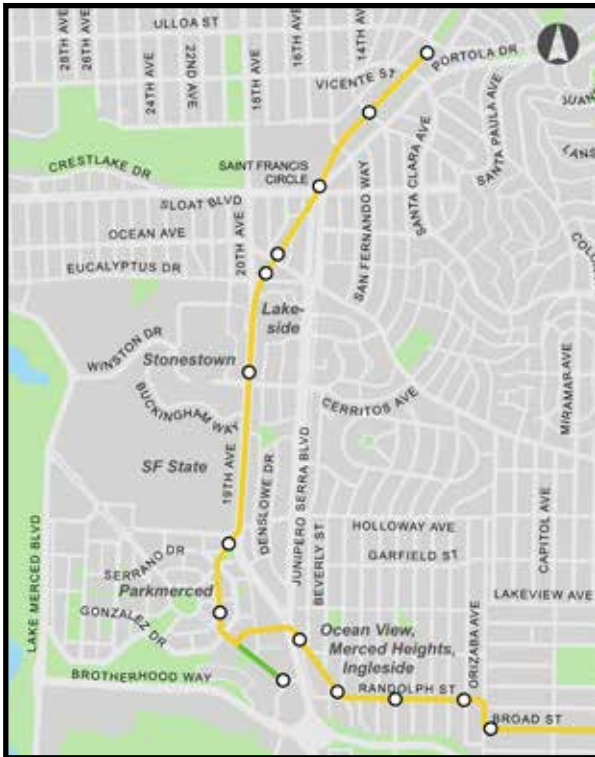 ULLOA ST
28TH AVE
26TH AVE
24TH AVE
22ND AVE
18TH AVE
16TH AVE
14TH AVE
PORTOLA DR
VICENTE ST
SANTA CLARA AVE
SANTA PAULA AVE
CRESTLAKE DR
SAINT FRANCIS
CIRCLE
SLOAT BLVD
SAN FERNANDO WAY
OCEAN AVE
20TH AVE
EUCALYPTUS DR
Lake-
side
WINSTON DR
Stonestown
MIRAMAR AVE
BUCKINGHAM WAY
CERRITOS AVE
SF State
19TH AVE
DENSLOWE DR
JUNIPERO SERRA BLVD
BEVERLY ST
HOLLOWAY AVE
CAPITOL AVE
GARFIELD ST
LAKE MERCED BLVD
SERRANO DR
Parkmerced
LAKEVIEW AVE
GONZALEZ DR
ORIZABA AVE
Ocean View,
Merced Heights,
Ingleside
BROTHERHOOD WAY
RANDOLPH ST
BROAD ST